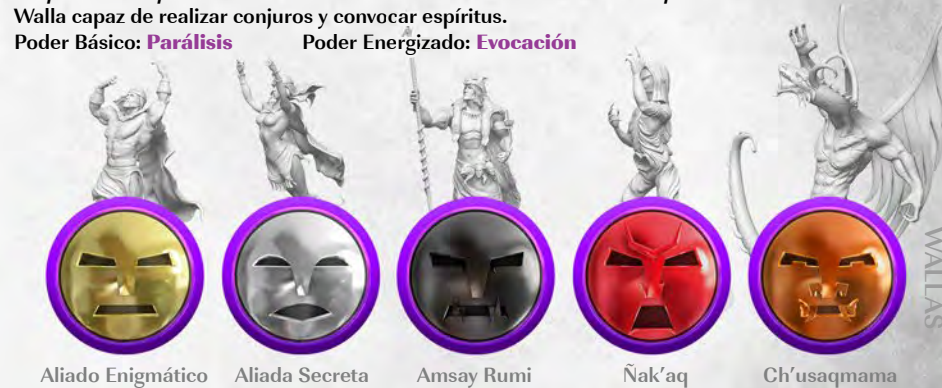 Walla capaz de realizar conjuros y convocar espíritus.
Poder Básico: Parálisis Poder Energizado: Evocación
Aliado Enigmático Aliada Secreta Amsay Rumi Ñak'aq Ch'usaqmama
WALLAS